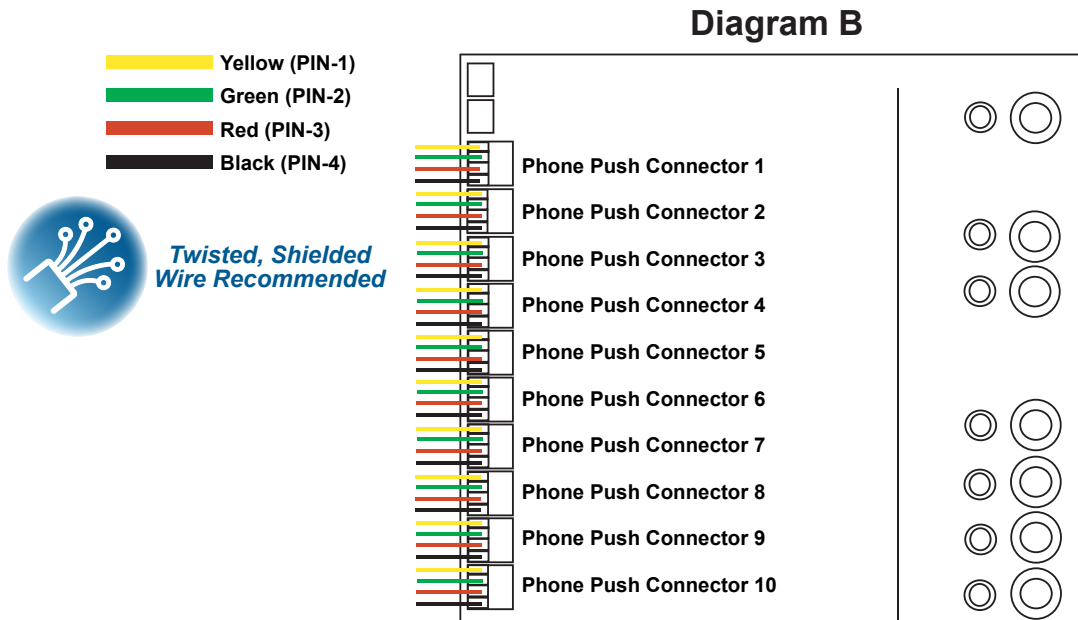 Diagram B
Yellow (PIN-1)
Green (PIN-2)
Red (PIN-3)
Black (PIN-4)
Twisted, Shielded
Wire Recommended
Phone Push Connector 1
Phone Push Connector 2
Phone Push Connector 3
Phone Push Connector 4
Phone Push Connector 5
Phone Push Connector 6
Phone Push Connector 7
Phone Push Connector 8
Phone Push Connector 9
Phone Push Connector 10